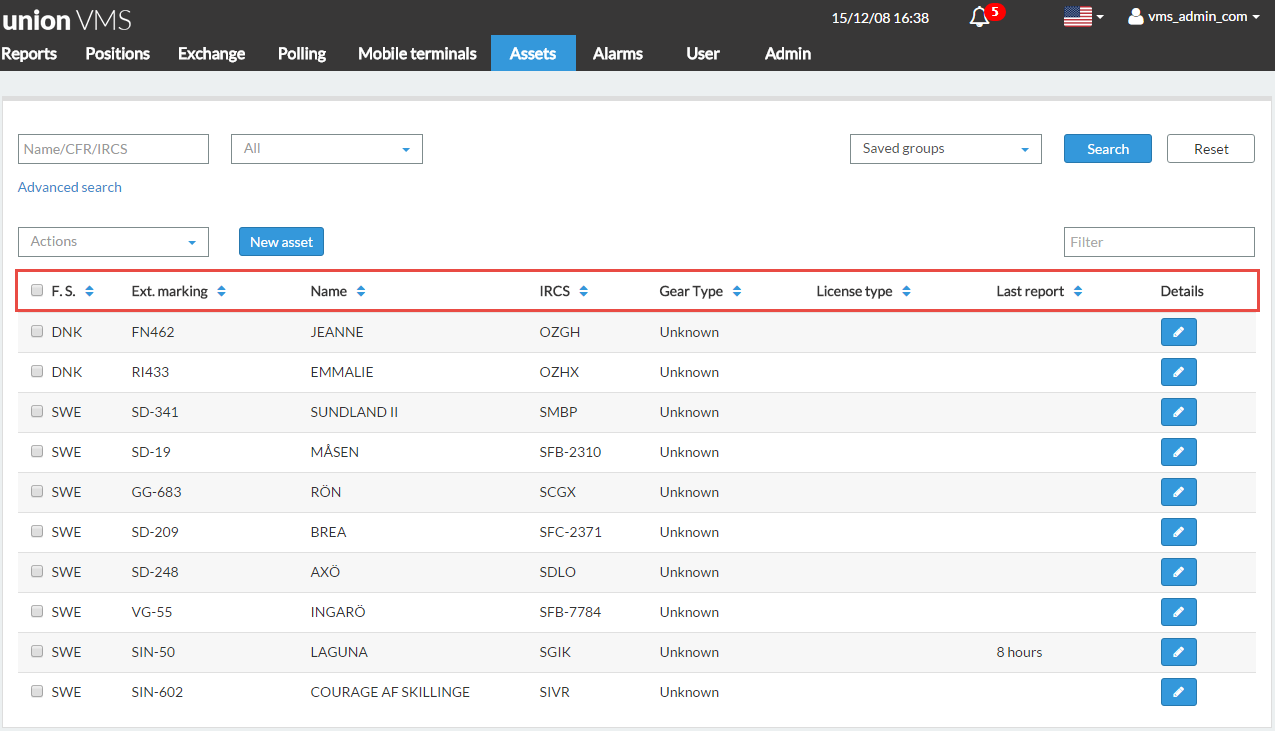 union VMS 15/12/08 16:38 5 vms_admin_com
Reports Positions Exchange Polling Mobile terminals Assets Alarms User Admin
Name/CFR/IRCS All Saved groups Search Reset
Advanced search
Actions New asset Filter
F. S. Ext. marking Name IRCS Gear Type License type Last report Details
DNK FN462 JEANNE OZGH Unknown
DNK RI433 EMMALIE OZHX Unknown
SWE SD-341 SUNDLAND II SMBP Unknown
SWE SD-19 MÅSEN SFB-2310 Unknown
SWE GG-683 RÖN SCGX Unknown
SWE SD-209 BREA SFC-2371 Unknown
SWE SD-248 AXÖ SDLO Unknown
SWE VG-55 INGARÖ SFB-7784 Unknown
SWE SIN-50 LAGUNA SGIK Unknown 8 hours
SWE SIN-602 COURAGE AF SKILLINGE SIVR Unknown